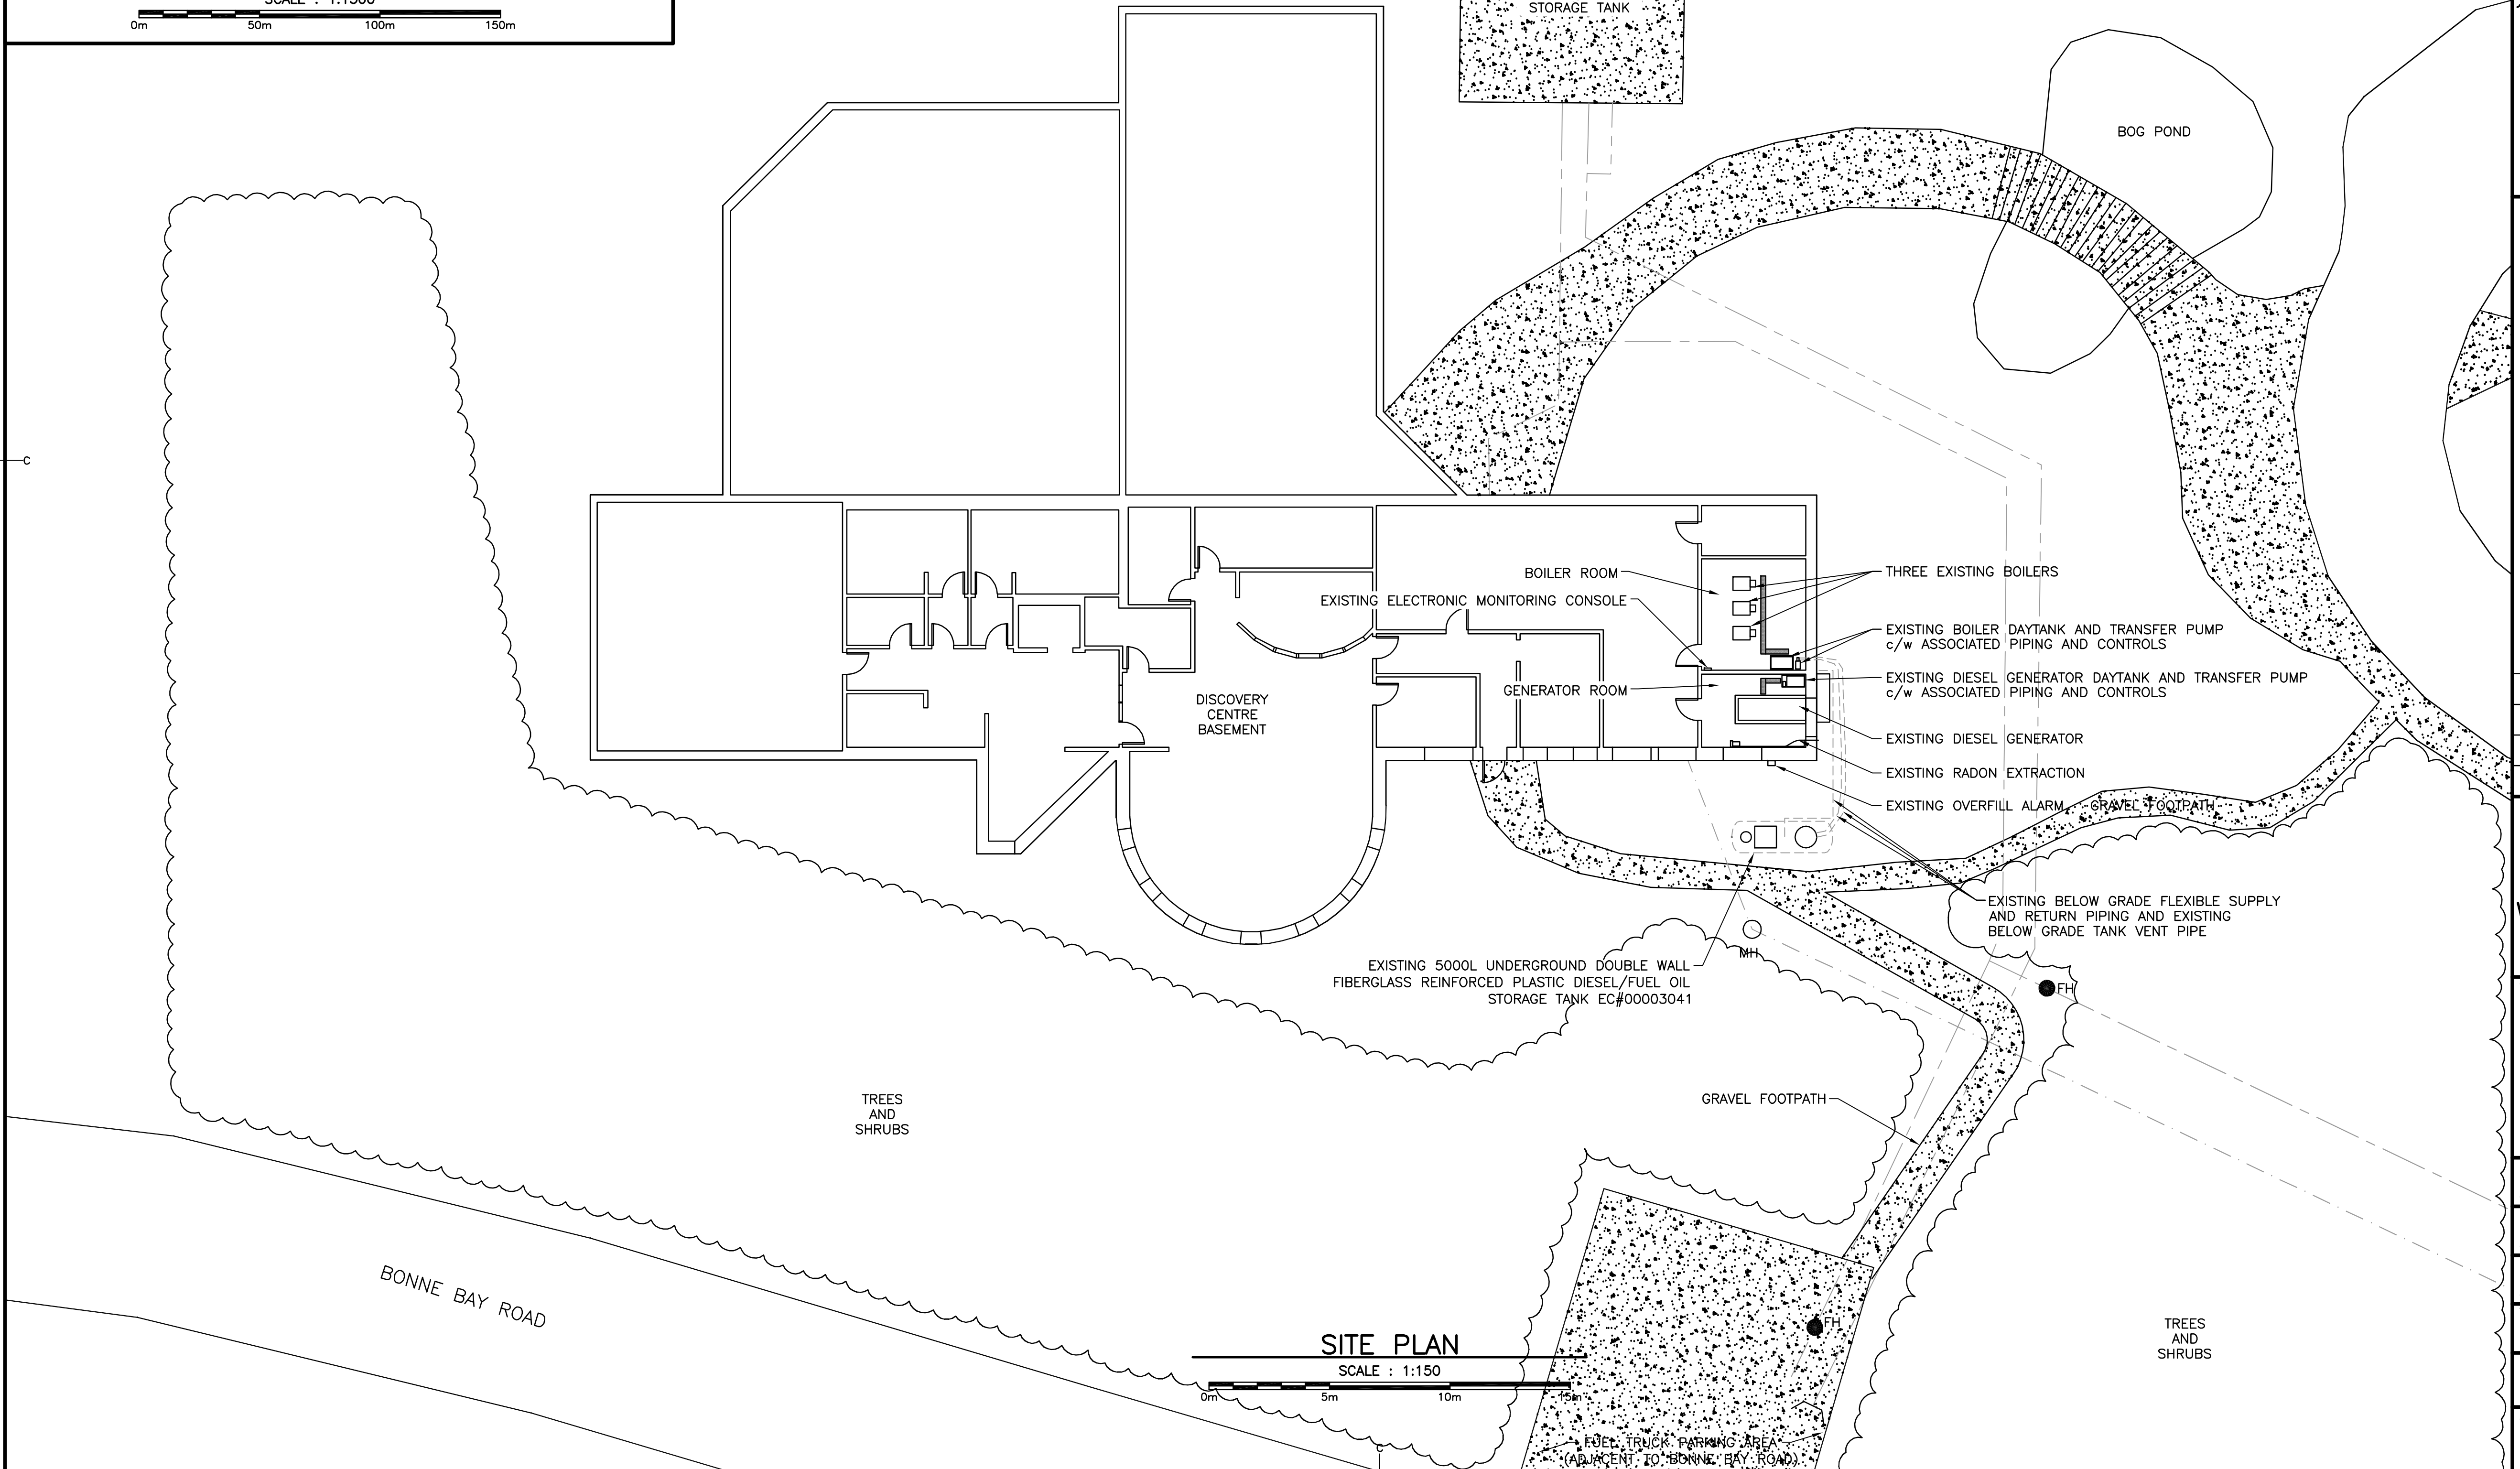 SCALE : 1:1500
0m 50m 100m 150m
STORAGE TANK
BOG POND
C
BOILER ROOM
THREE EXISTING BOILERS
EXISTING ELECTRONIC MONITORING CONSOLE
EXISTING BOILER DAYTANK AND TRANSFER PUMP
c/w ASSOCIATED PIPING AND CONTROLS
GENERATOR ROOM
EXISTING DIESEL GENERATOR DAYTANK AND TRANSFER PUMP
c/w ASSOCIATED PIPING AND CONTROLS
DISCOVERY
CENTRE
BASEMENT
EXISTING DIESEL GENERATOR
EXISTING RADON EXTRACTION
EXISTING OVERFILL ALARM
GRAVEL FOOTPATH
EXISTING BELOW GRADE FLEXIBLE SUPPLY
AND RETURN PIPING AND EXISTING
BELOW GRADE TANK VENT PIPE
MH
EXISTING 5000L UNDERGROUND DOUBLE WALL
FIBERGLASS REINFORCED PLASTIC DIESEL/FUEL OIL
STORAGE TANK EC#00003041
FH
GRAVEL FOOTPATH
TREES
AND
SHRUBS
BONNE BAY ROAD
FH
TREES
AND
SHRUBS
SITE PLAN
SCALE : 1:150
0m 5m 10m 15m
C
FUEL TRUCK PARKING AREA
(ADJACENT TO BONNE BAY ROAD)